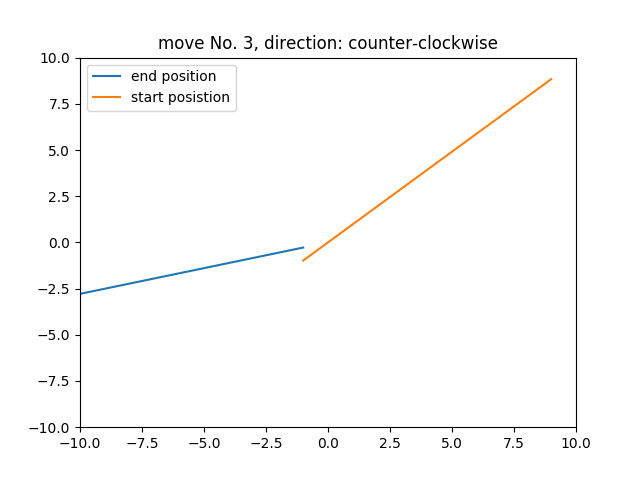 move No. 3, direction: counter-clockwise
end position
start posistion
10.0
7.5
5.0
2.5
0.0
−2.5
−5.0
−7.5
−10.0
−10.0 −7.5 −5.0 −2.5 0.0 2.5 5.0 7.5 10.0